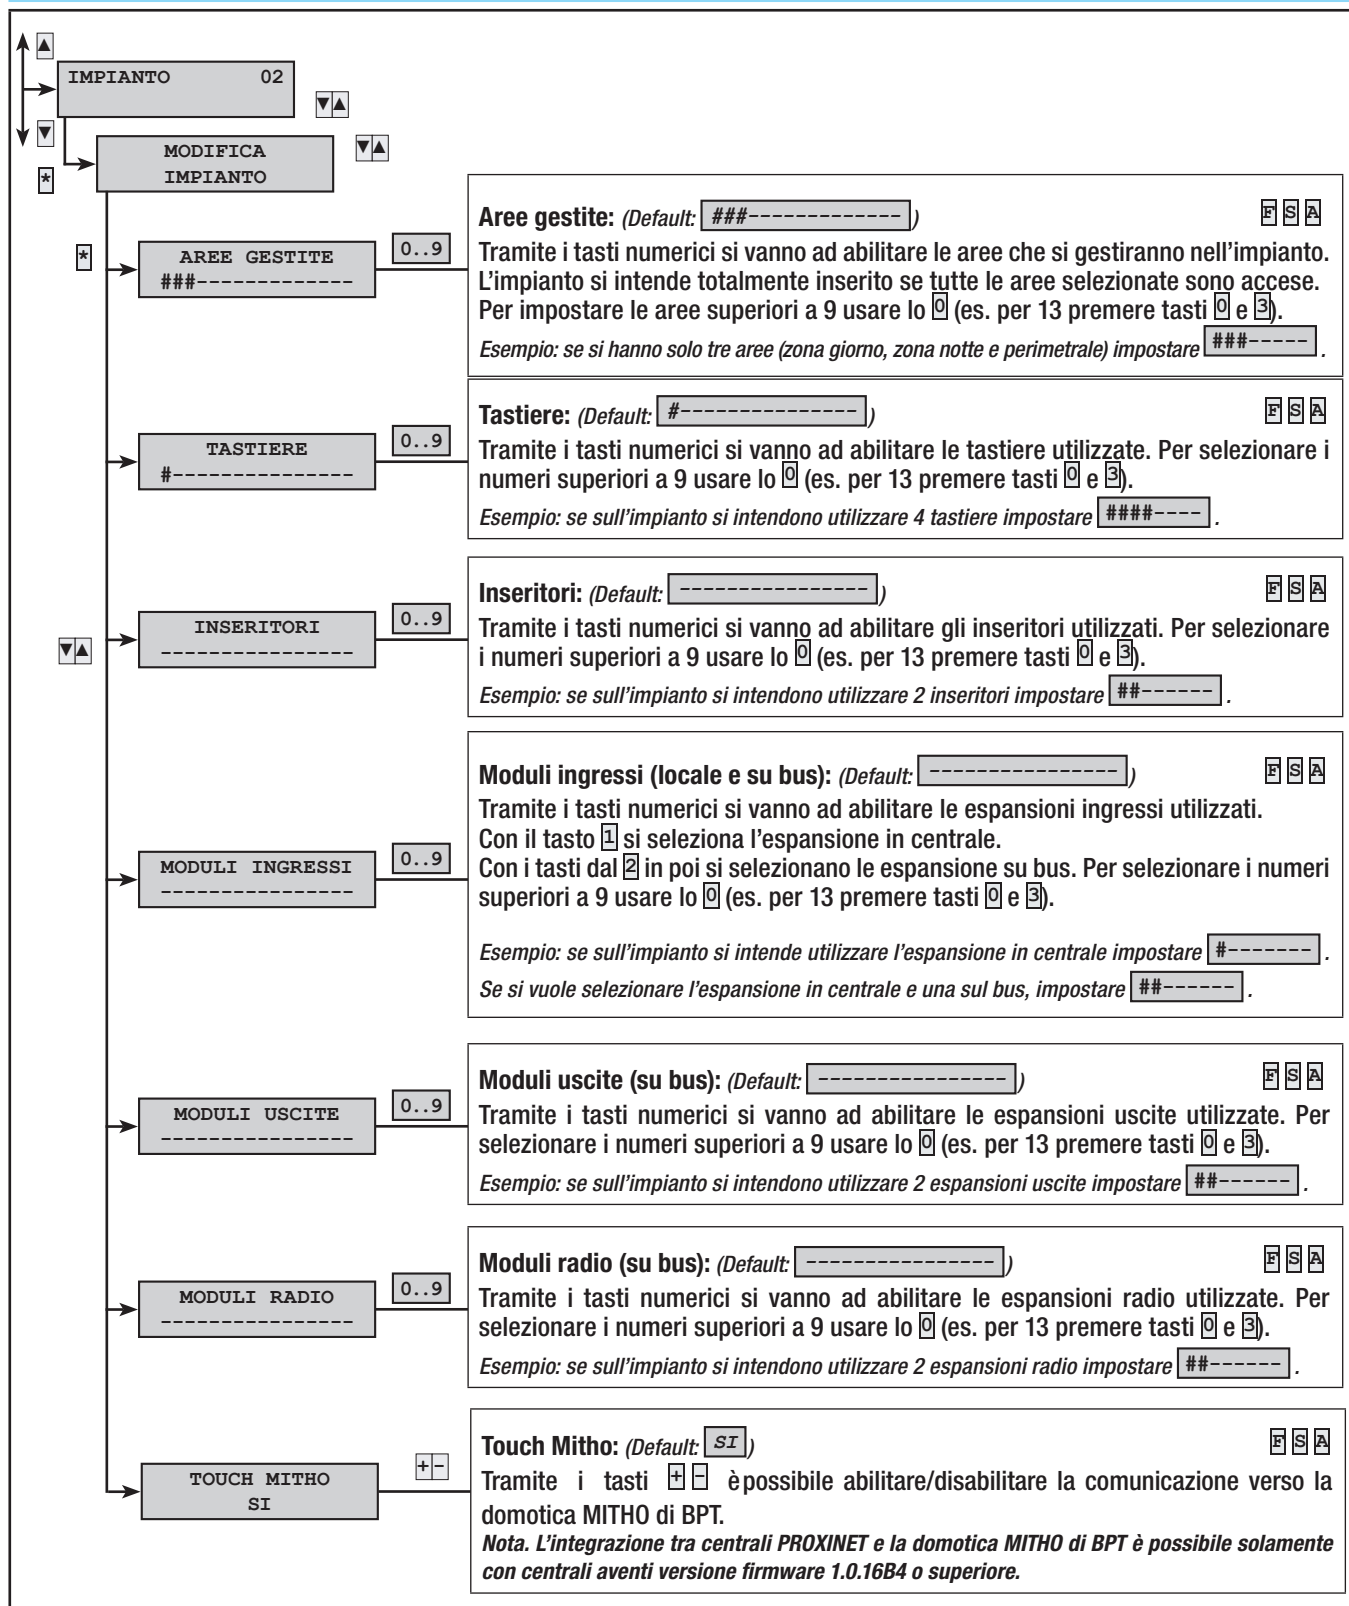 ▲
IMPIANTO 02
▼▲
▼
MODIFICA
IMPIANTO
▼▲
*
*
AREE GESTITE
###-------------
0..9
Aree gestite: (Default: ###-------------) F S A
Tramite i tasti numerici si vanno ad abilitare le aree che si gestiranno nell'impianto.
L'impianto si intende totalmente inserito se tutte le aree selezionate sono accese.
Per impostare le aree superiori a 9 usare lo 0 (es. per 13 premere tasti 0 e 3).
Esempio: se si hanno solo tre aree (zona giorno, zona notte e perimetrale) impostare ###----- .
TASTIERE
#---------------
0..9
Tastiere: (Default: #---------------) F S A
Tramite i tasti numerici si vanno ad abilitare le tastiere utilizzate. Per selezionare i
numeri superiori a 9 usare lo 0 (es. per 13 premere tasti 0 e 3).
Esempio: se sull'impianto si intendono utilizzare 4 tastiere impostare ####---- .
▼▲
INSERITORI
----------------
0..9
Inseritori: (Default: ----------------) F S A
Tramite i tasti numerici si vanno ad abilitare gli inseritori utilizzati. Per selezionare
i numeri superiori a 9 usare lo 0 (es. per 13 premere tasti 0 e 3).
Esempio: se sull'impianto si intendono utilizzare 2 inseritori impostare ##------ .
MODULI INGRESSI
----------------
0..9
Moduli ingressi (locale e su bus): (Default: ----------------) F S A
Tramite i tasti numerici si vanno ad abilitare le espansioni ingressi utilizzati.
Con il tasto 1 si seleziona l'espansione in centrale.
Con i tasti dal 2 in poi si selezionano le espansione su bus. Per selezionare i numeri
superiori a 9 usare lo 0 (es. per 13 premere tasti 0 e 3).
Esempio: se sull'impianto si intende utilizzare l'espansione in centrale impostare #------- .
Se si vuole selezionare l'espansione in centrale e una sul bus, impostare ##------ .
MODULI USCITE
----------------
0..9
Moduli uscite (su bus): (Default: ----------------) F S A
Tramite i tasti numerici si vanno ad abilitare le espansioni uscite utilizzate. Per
selezionare i numeri superiori a 9 usare lo 0 (es. per 13 premere tasti 0 e 3).
Esempio: se sull'impianto si intendono utilizzare 2 espansioni uscite impostare ##------ .
MODULI RADIO
----------------
0..9
Moduli radio (su bus): (Default: ----------------) F S A
Tramite i tasti numerici si vanno ad abilitare le espansioni radio utilizzate. Per
selezionare i numeri superiori a 9 usare lo 0 (es. per 13 premere tasti 0 e 3).
Esempio: se sull'impianto si intendono utilizzare 2 espansioni radio impostare ##------ .
TOUCH MITHO
SI
+ -
Touch Mitho: (Default: SI) F S A
Tramite i tasti + - è possibile abilitare/disabilitare la comunicazione verso la
domotica MITHO di BPT.
Nota. L'integrazione tra centrali PROXINET e la domotica MITHO di BPT è possibile solamente
con centrali aventi versione firmware 1.0.16B4 o superiore.